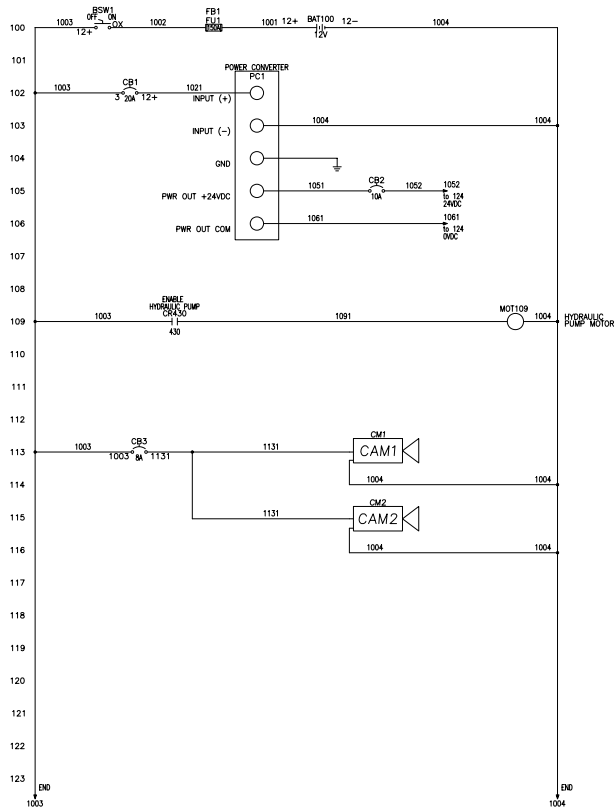 BSW1
OFF ON
OX
1003
12+
1002
FB1
FU1
1001
12+
BAT100
12V
12-
1004
100
101
POWER CONVERTER
PC1
102
1003
CB1
3
20A
12+
1021
INPUT (+)
103
INPUT (-)
1004
1004
104
GND
105
PWR OUT +24VDC
1051
CB2
10A
1052
1052
to 124
24VDC
106
PWR OUT COM
1061
1061
to 124
0VDC
107
108
109
1003
ENABLE
HYDRAULIC PUMP
CR430
430
1091
MOT109
1004
HYDRAULIC
PUMP MOTOR
110
111
112
113
1003
CB3
1003
8A
1131
1131
CM1
CAM1
114
1004
1004
115
1131
CM2
CAM2
116
1004
1004
117
118
119
120
121
122
123
END
1003
END
1004